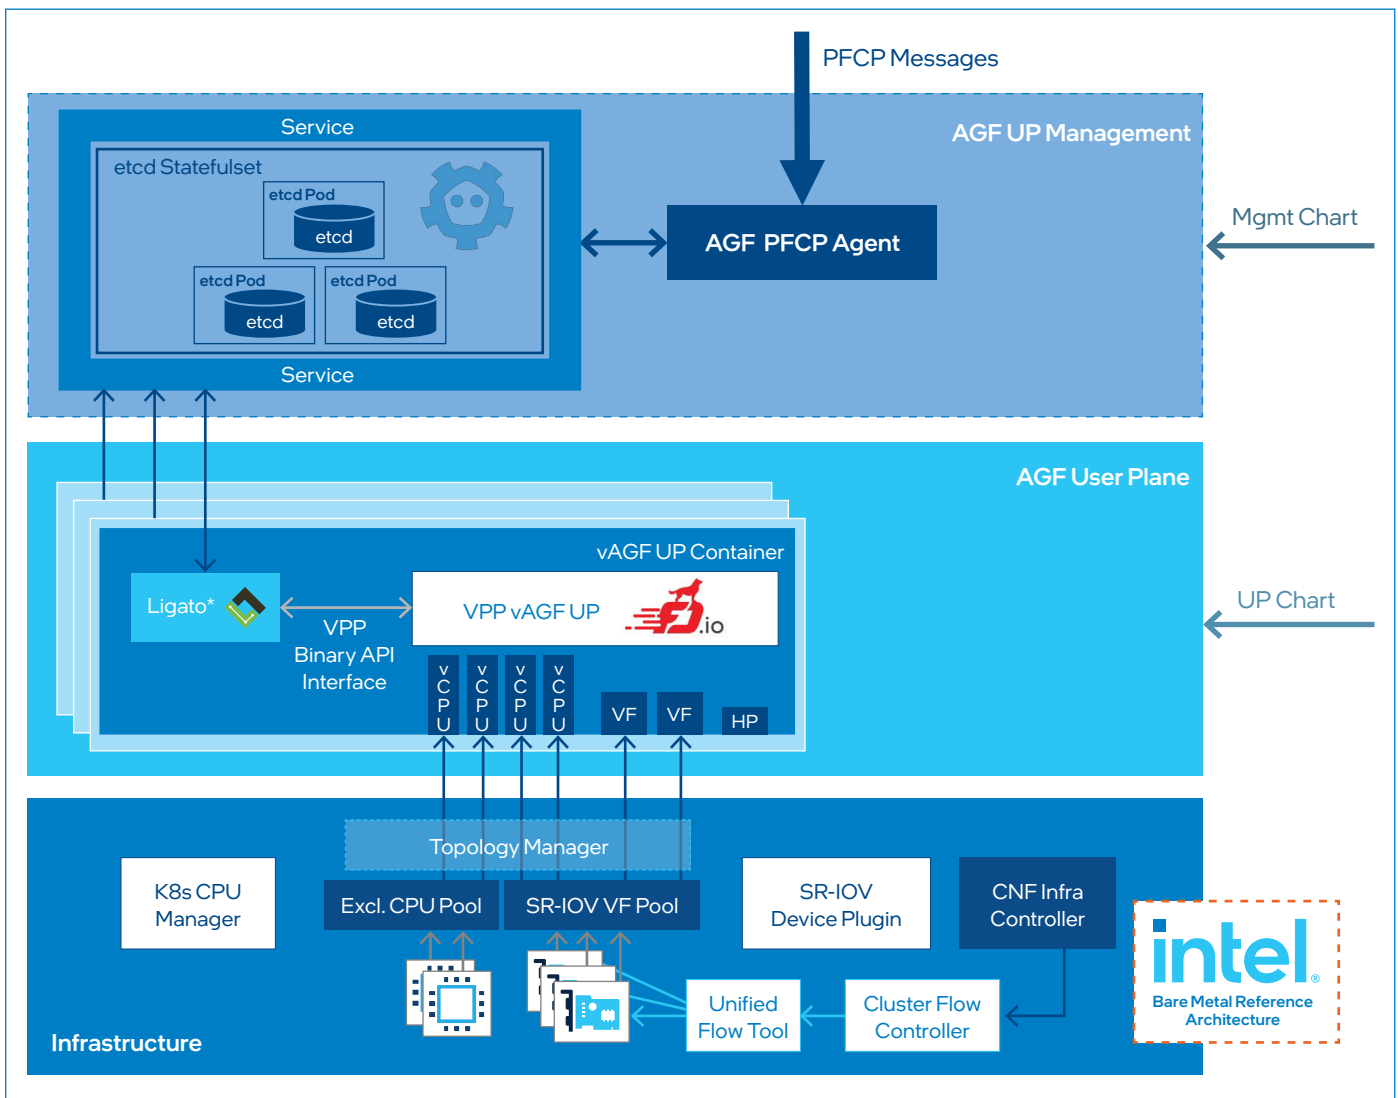 PFCP Messages
AGF UP Management
Service
etcd Statefulset
etcd Pod
etcd
etcd Pod
etcd
etcd Pod
etcd
Service
AGF PFCP Agent
Mgmt Chart
AGF User Plane
vAGF UP Container
Ligato*
VPP
Binary API
Interface
VPP vAGF UP
.io
vCPU
vCPU
vCPU
vCPU
VF
VF
HP
UP Chart
Topology Manager
K8s CPU
Manager
Excl. CPU Pool
SR-IOV VF Pool
SR-IOV
Device Plugin
CNF Infra
Controller
Unified
Flow Tool
Cluster Flow
Controller
Infrastructure
intel®
Bare Metal Reference
Architecture